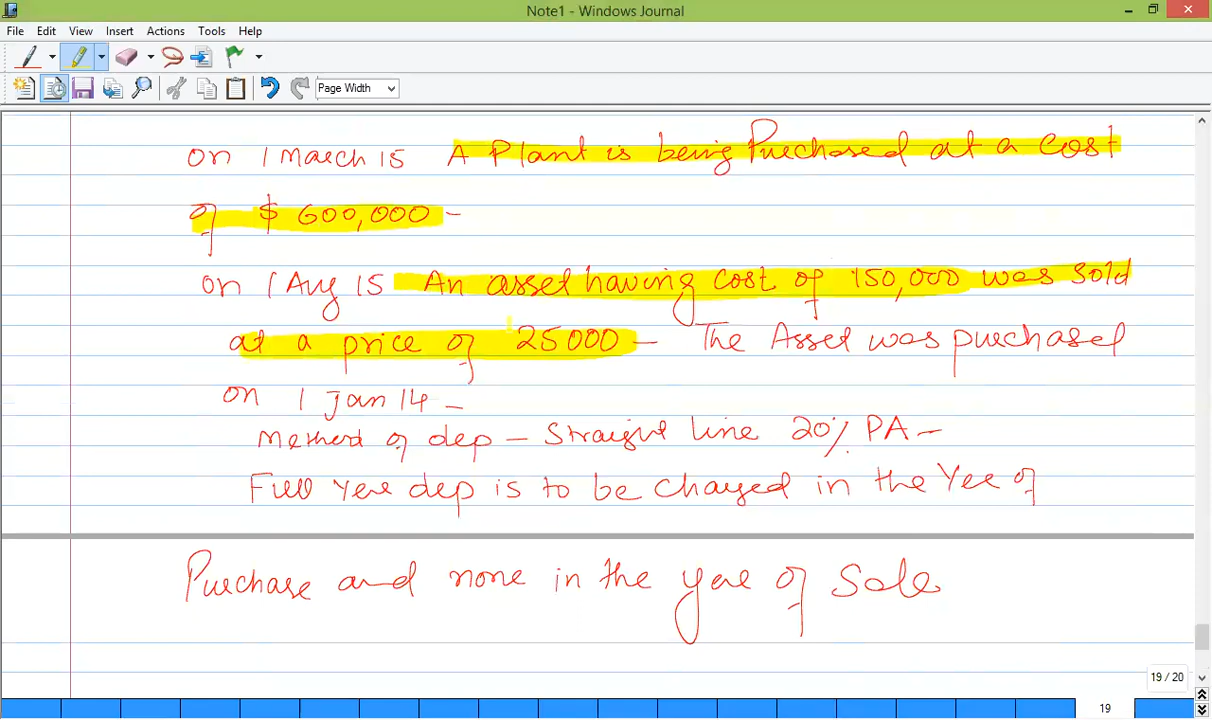 Note1 - Windows Journal
File Edit View Insert Actions Tools Help
Page Width
on 1 March 15 A Plant is being Purchased at a Cost
of $ 600,000 -
on 1 Aug 15 An asset having cost of 150,000 was sold
at a price of 25000 - The Asset was purchased
on 1 Jan 14 -
Method of dep - Straight line 20% PA -
Full Year dep is to be Charged in the Year of
19 / 20
Purchase and none in the year of Sale
19